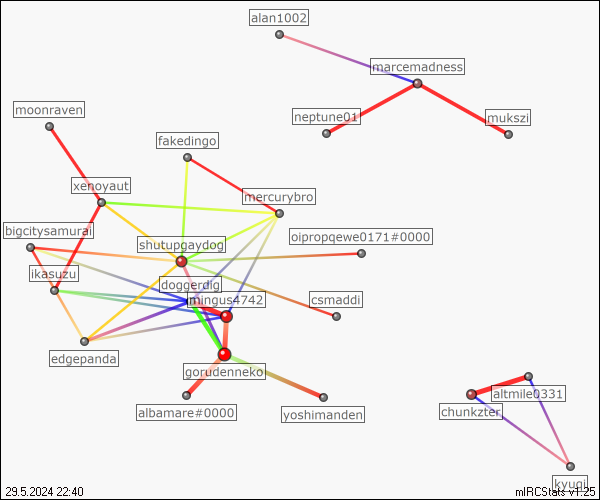 alan1002
marcemadness
moonraven
neptune01
mukszi
fakedingo
xenoyaut
mercurybro
bigcitysamurai
shutupgaydog
oipropqewe0171#0000
ikasuzu
doggerdig
mingus4742
csmaddi
edgepanda
gorudenneko
altmile0331
albamare#0000
yoshimanden
chunkzter
kyugi
29.5.2024 22:40
mIRCStats v1.25